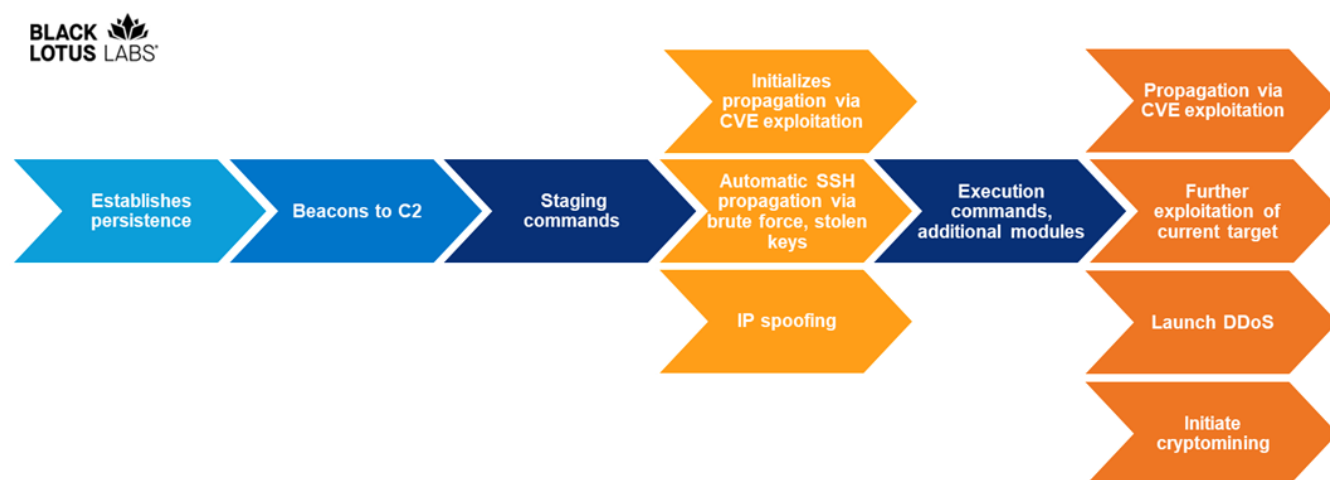 BLACK
LOTUS LABS®
Establishes
persistence
Beacons to C2
Staging
commands
Initializes
propagation via
CVE exploitation
Automatic SSH
propagation via
brute force, stolen
keys
IP spoofing
Execution
commands,
additional modules
Propagation via
CVE exploitation
Further
exploitation of
current target
Launch DDoS
Initiate
cryptomining